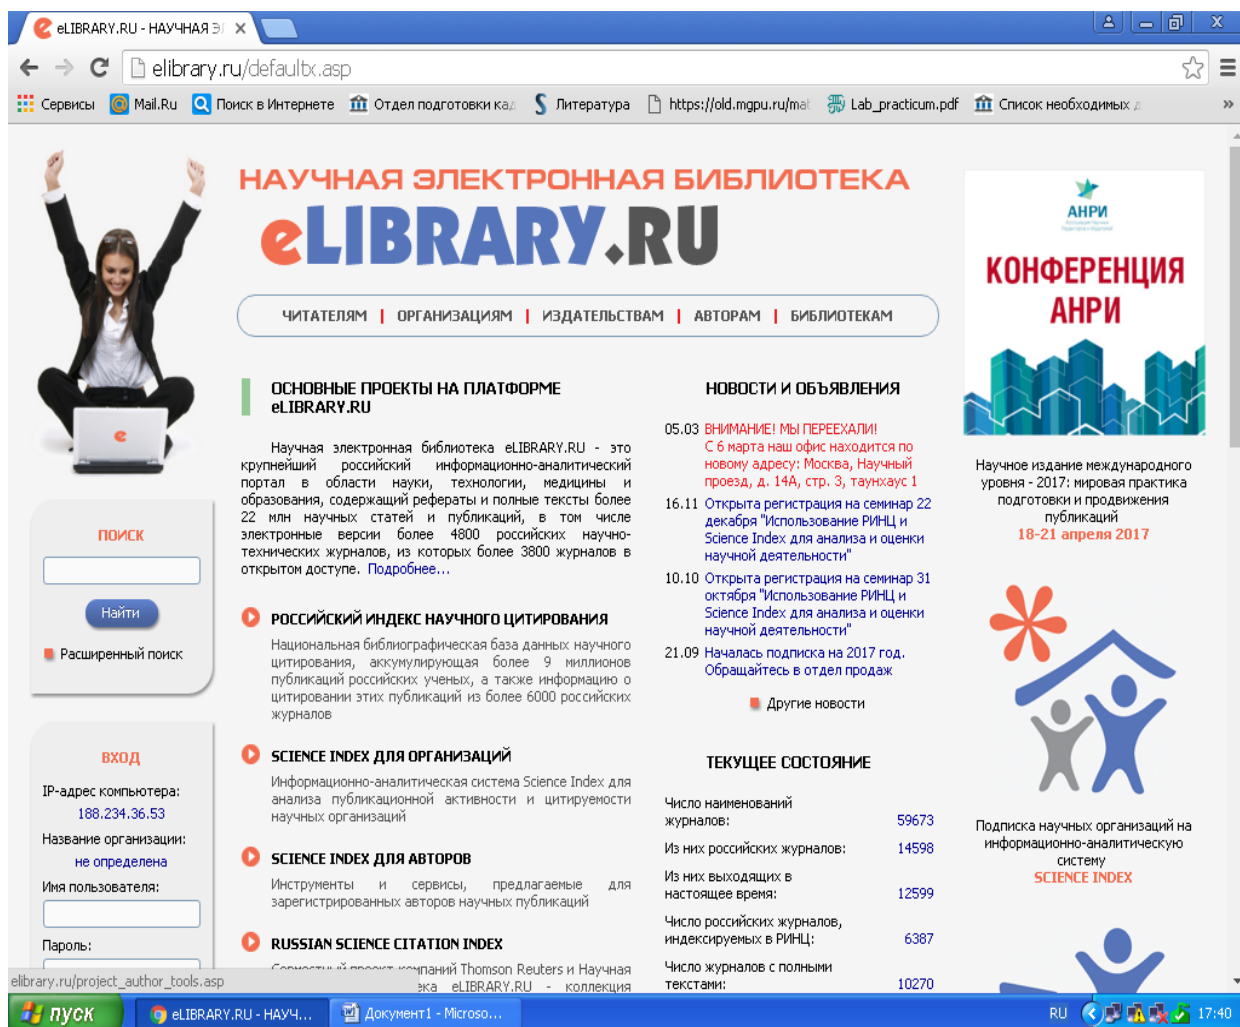 eLIBRARY.RU - НАУЧНАЯ ЭЛ
elibrary.ru/defaultx.asp
Сервисы Mail.Ru Поиск в Интернете Отдел подготовки кад Литература https://old.mgpu.ru/mat Lab_practicum.pdf Список необходимых д »
НАУЧНАЯ ЭЛЕКТРОННАЯ БИБЛИОТЕКА
eLIBRARY.RU
ЧИТАТЕЛЯМ | ОРГАНИЗАЦИЯМ | ИЗДАТЕЛЬСТВАМ | АВТОРАМ | БИБЛИОТЕКАМ
ПОИСК
Найти
Расширенный поиск
ВХОД
IP-адрес компьютера:
188.234.36.53
Название организации:
не определена
Имя пользователя:
Пароль:
ОСНОВНЫЕ ПРОЕКТЫ НА ПЛАТФОРМЕ
eLIBRARY.RU
Научная электронная библиотека eLIBRARY.RU - это
крупнейший российский информационно-аналитический
портал в области науки, технологии, медицины и
образования, содержащий рефераты и полные тексты более
22 млн научных статей и публикаций, в том числе
электронные версии более 4800 российских научно-
технических журналов, из которых более 3800 журналов в
открытом доступе. Подробнее...
РОССИЙСКИЙ ИНДЕКС НАУЧНОГО ЦИТИРОВАНИЯ
Национальная библиографическая база данных научного
цитирования, аккумулирующая более 9 миллионов
публикаций российских ученых, а также информацию о
цитировании этих публикаций из более 6000 российских
журналов
SCIENCE INDEX ДЛЯ ОРГАНИЗАЦИЙ
Информационно-аналитическая система Science Index для
анализа публикационной активности и цитируемости
научных организаций
SCIENCE INDEX ДЛЯ АВТОРОВ
Инструменты и сервисы, предлагаемые для
зарегистрированных авторов научных публикаций
RUSSIAN SCIENCE CITATION INDEX
Совместный проект компаний Thomson Reuters и Научная
ека eLIBRARY.RU - коллекция
НОВОСТИ И ОБЪЯВЛЕНИЯ
05.03 ВНИМАНИЕ! МЫ ПЕРЕЕХАЛИ!
С 6 марта наш офис находится по
новому адресу: Москва, Научный
проезд, д. 14А, стр. 3, таунхаус 1
16.11 Открыта регистрация на семинар 22
декабря "Использование РИНЦ и
Science Index для анализа и оценки
научной деятельности"
10.10 Открыта регистрация на семинар 31
октября "Использование РИНЦ и
Science Index для анализа и оценки
научной деятельности"
21.09 Началась подписка на 2017 год.
Обращайтесь в отдел продаж
Другие новости
ТЕКУЩЕЕ СОСТОЯНИЕ
Число наименований
журналов: 59673
Из них российских журналов: 14598
Из них выходящих в
настоящее время: 12599
Число российских журналов,
индексируемых в РИНЦ: 6387
Число журналов с полными
текстами: 10270
АНРИ
КОНФЕРЕНЦИЯ
АНРИ
Научное издание международного
уровня - 2017: мировая практика
подготовки и продвижения
публикаций
18-21 апреля 2017
Подписка научных организаций на
информационно-аналитическую
систему
SCIENCE INDEX
elibrary.ru/project_author_tools.asp
пуск eLIBRARY.RU - НАУЧ... Документ1 - Microso... RU 17:40